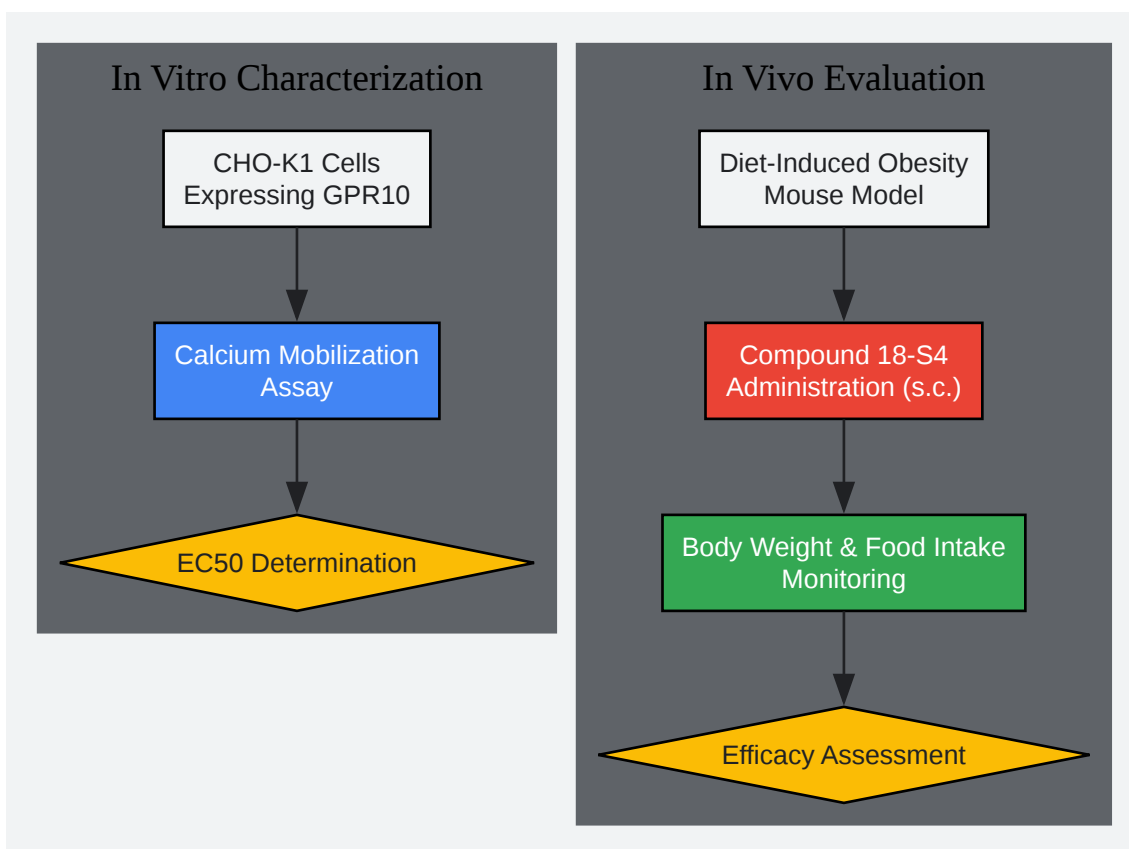 In Vitro Characterization
CHO-K1 Cells
Expressing GPR10
Calcium Mobilization
Assay
EC50 Determination
In Vivo Evaluation
Diet-Induced Obesity
Mouse Model
Compound 18-S4
Administration (s.c.)
Body Weight & Food Intake
Monitoring
Efficacy Assessment